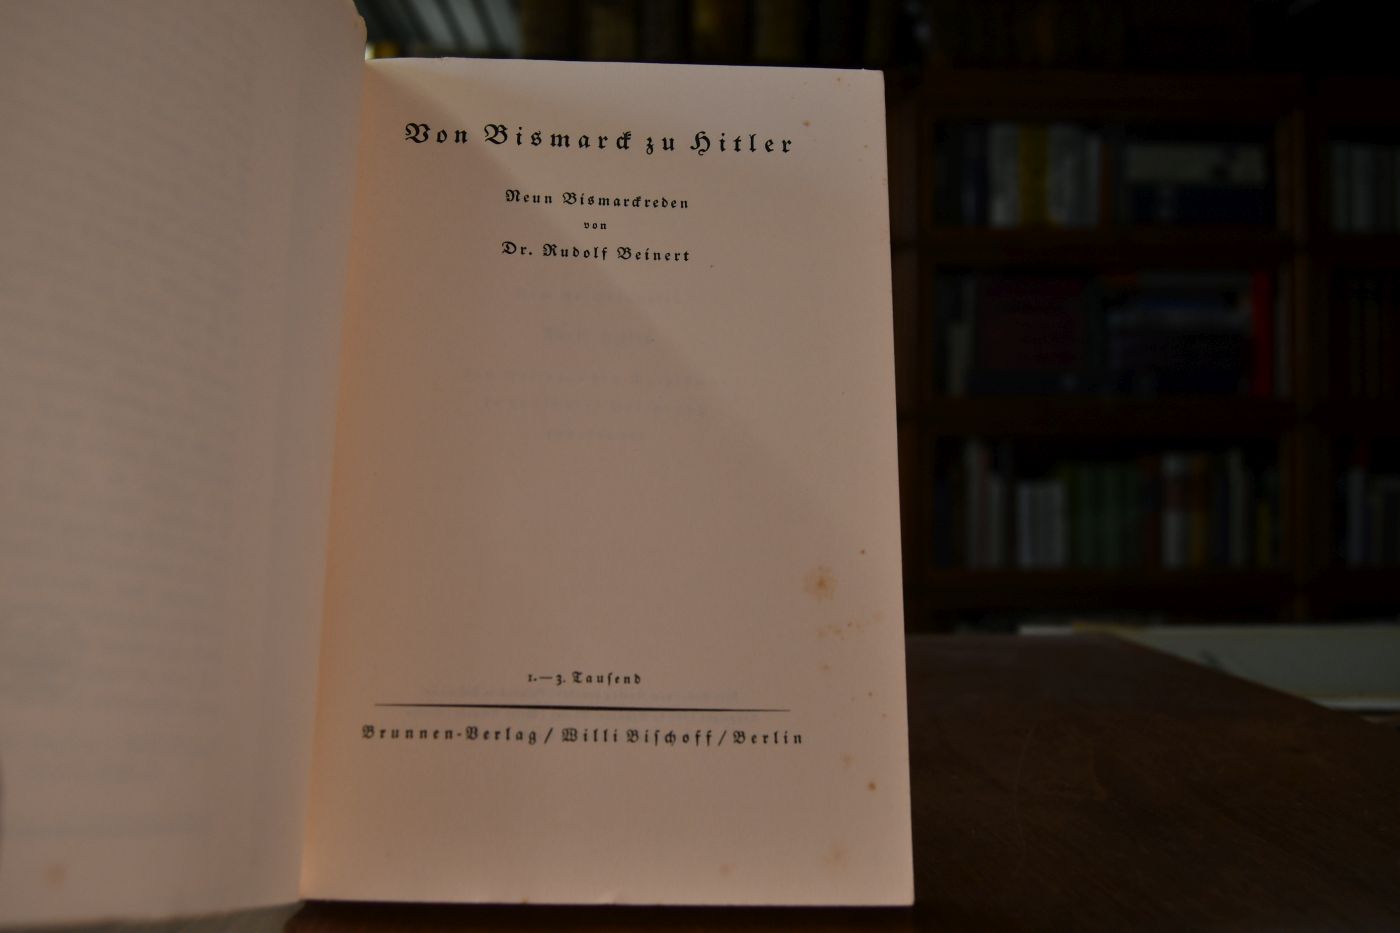 Von Bismarck zu Hitler
Neun Bismarckreden
von
Dr. Rudolf Beinert
1.—3. Tauſend
Brunnen-Verlag / Willi Biſchoff / Berlin